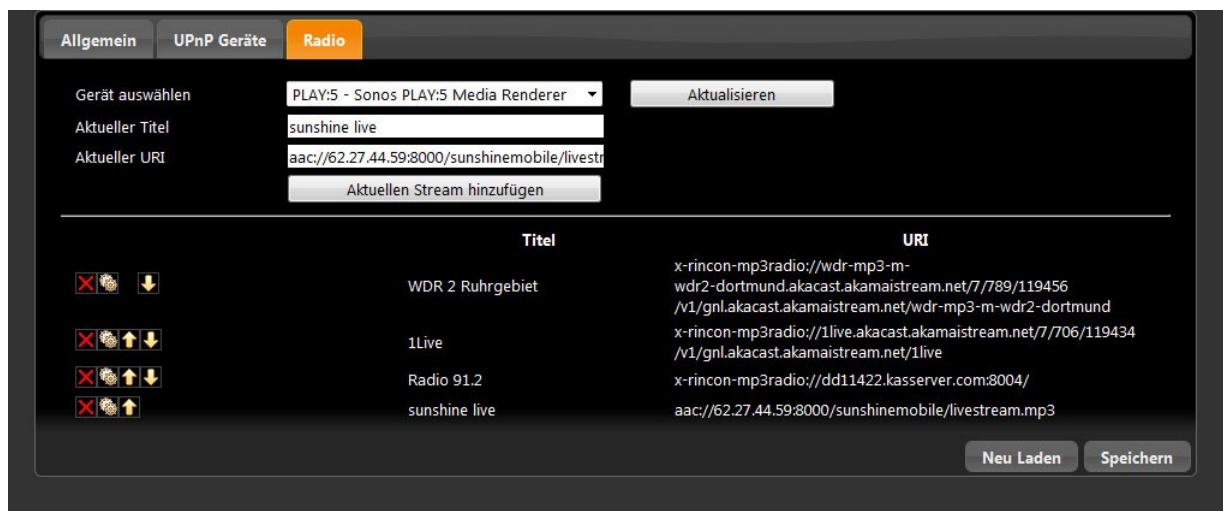 Allgemein UPnP Geräte Radio
Gerät auswählen PLAY:5 - Sonos PLAY:5 Media Renderer Aktualisieren
Aktueller Titel sunshine live
Aktueller URI aac://62.27.44.59:8000/sunshinemobile/livestr
Aktuellen Stream hinzufügen
Titel URI
WDR 2 Ruhrgebiet x-rincon-mp3radio://wdr-mp3-m-
wdr2-dortmund.akacast.akamaistream.net/7/789/119456
/v1/gnl.akacast.akamaistream.net/wdr-mp3-m-wdr2-dortmund
1Live x-rincon-mp3radio://1live.akacast.akamaistream.net/7/706/119434
/v1/gnl.akacast.akamaistream.net/1live
Radio 91.2 x-rincon-mp3radio://dd11422.kasserver.com:8004/
sunshine live aac://62.27.44.59:8000/sunshinemobile/livestream.mp3
Neu Laden Speichern